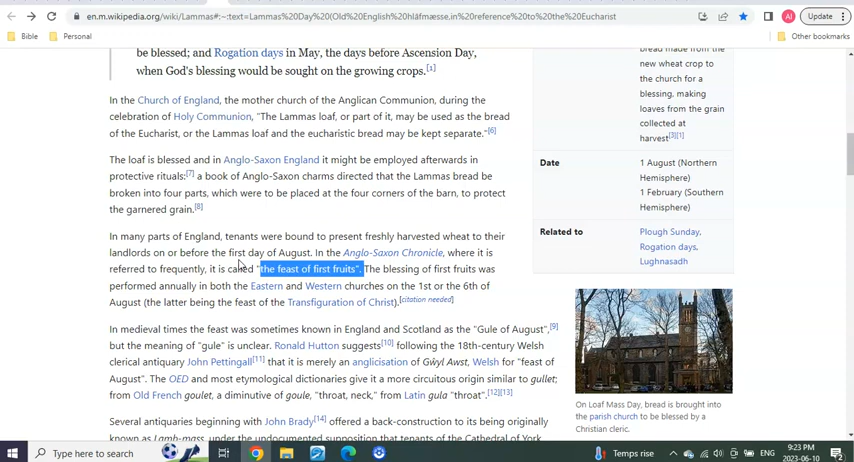 en.m.wikipedia.org/wiki/Lammas#:~:text=Lammas%20Day%20(Old%20English%20hlāfmæsse,in%20reference%20to%20the%20Eucharist
AI
Update
Bible
Personal
Other bookmarks
be blessed; and Rogation days in May, the days before Ascension Day,
when God's blessing would be sought on the growing crops.[1]
In the Church of England, the mother church of the Anglican Communion, during the
celebration of Holy Communion, "The Lammas loaf, or part of it, may be used as the bread
of the Eucharist, or the Lammas loaf and the eucharistic bread may be kept separate."[6]
The loaf is blessed and in Anglo-Saxon England it might be employed afterwards in
protective rituals:[7] a book of Anglo-Saxon charms directed that the Lammas bread be
broken into four parts, which were to be placed at the four corners of the barn, to protect
the garnered grain.[8]
In many parts of England, tenants were bound to present freshly harvested wheat to their
landlords on or before the first day of August. In the Anglo-Saxon Chronicle, where it is
referred to frequently, it is called "the feast of first fruits". The blessing of first fruits was
performed annually in both the Eastern and Western churches on the 1st or the 6th of
August (the latter being the feast of the Transfiguration of Christ).[citation needed]
In medieval times the feast was sometimes known in England and Scotland as the "Gule of August",[9]
but the meaning of "gule" is unclear. Ronald Hutton suggests[10] following the 18th-century Welsh
clerical antiquary John Pettingall[11] that it is merely an anglicisation of Gŵyl Awst, Welsh for "feast of
August". The OED and most etymological dictionaries give it a more circuitous origin similar to gullet;
from Old French goulet, a diminutive of goule, "throat, neck," from Latin gula "throat".[12][13]
Several antiquaries beginning with John Brady[14] offered a back-construction to its being originally
known as Lamb-mass, under the undocumented supposition that tenants of the Cathedral of York,
bread made from the
new wheat crop to
the church for a
blessing, making
loaves from the grain
collected at
harvest[3][1]
Date
1 August (Northern
Hemisphere)
1 February (Southern
Hemisphere)
Related to
Plough Sunday,
Rogation days,
Lughnasadh
On Loaf Mass Day, bread is brought into
the parish church to be blessed by a
Christian cleric.
Type here to search
Temps rise
ENG
9:23 PM
2023-06-10
2